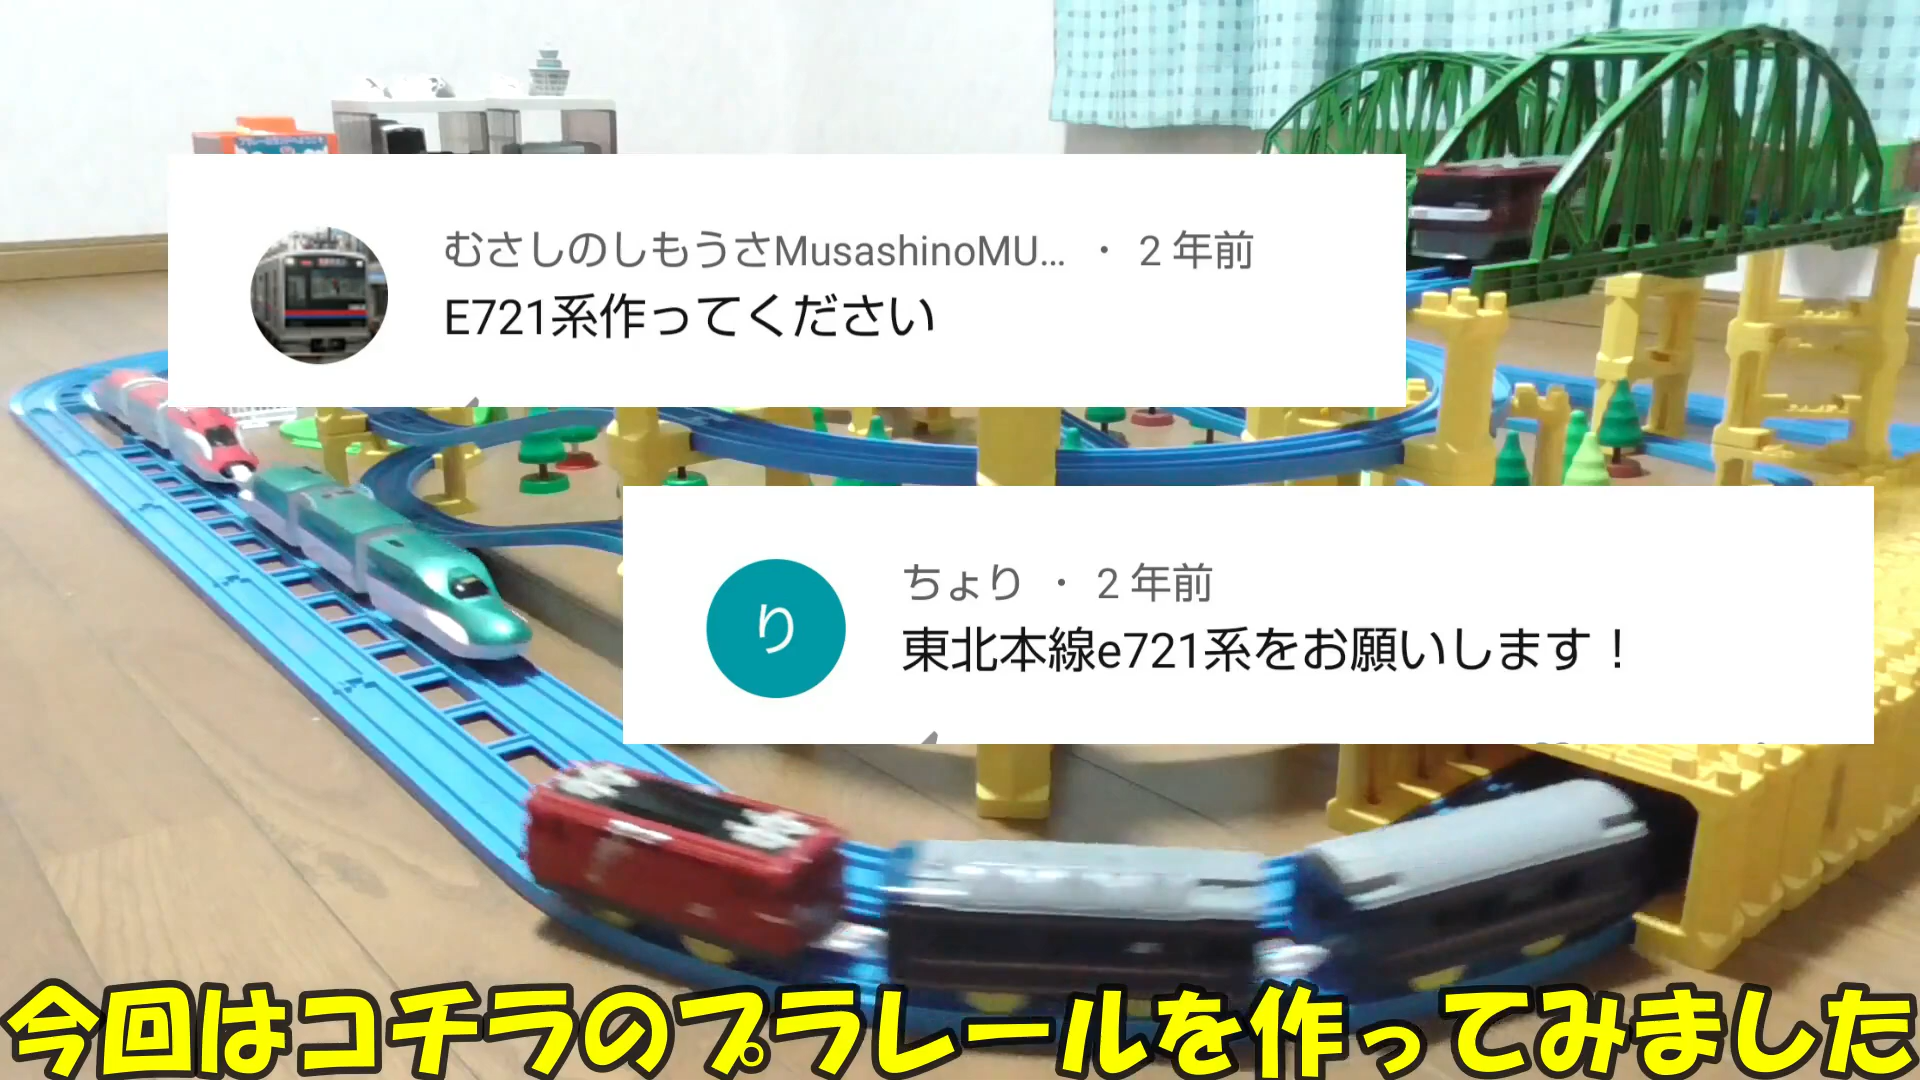 むさしのしもうさMusashinoMU... ・ 2 年前
E721系作ってください
り
ちょり ・ 2 年前
東北本線e721系をお願いします！
今回はコチラのプラレールを作ってみました